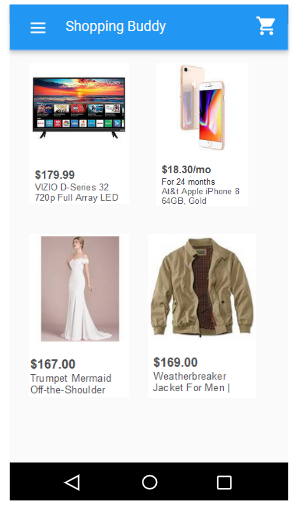 Shopping Buddy
$179.99
VIZIO D-Series 32
720p Full Array LED
$18.30/mo
For 24 months
At&t Apple iPhone 8
64GB, Gold
$167.00
Trumpet Mermaid
Off-the-Shoulder
$169.00
Weatherbreaker
Jacket For Men |